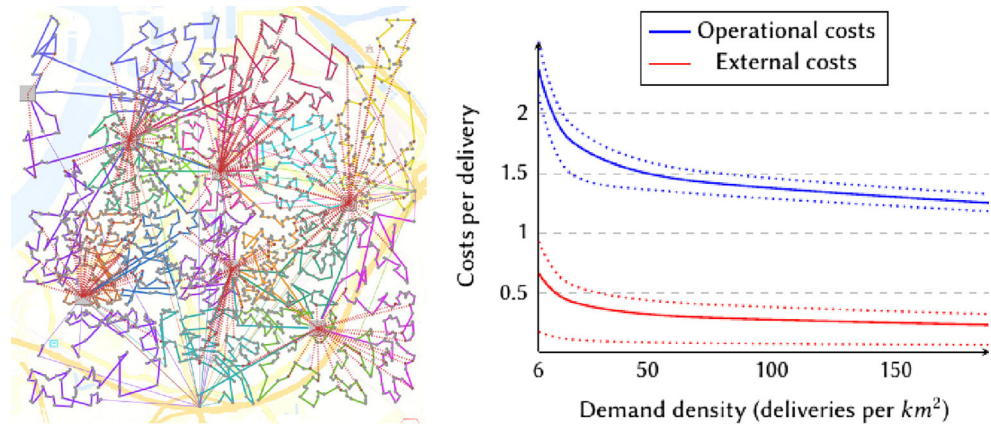 Operational costs
External costs
Costs per delivery
2
1.5
1
0.5
6
50
100
150
Demand density (deliveries per km²)